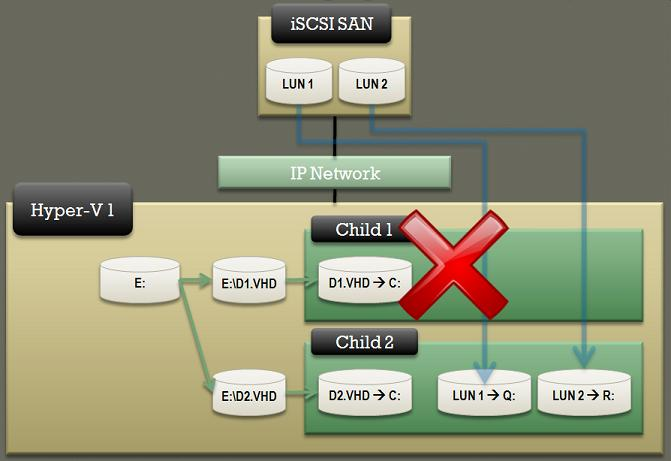 iSCSI SAN
LUN 1
LUN 2
IP Network
Hyper-V 1
Child 1
E:
E:\D1.VHD
D1.VHD → C:
Child 2
E:\D2.VHD
D2.VHD → C:
LUN 1 → Q:
LUN 2 → R: